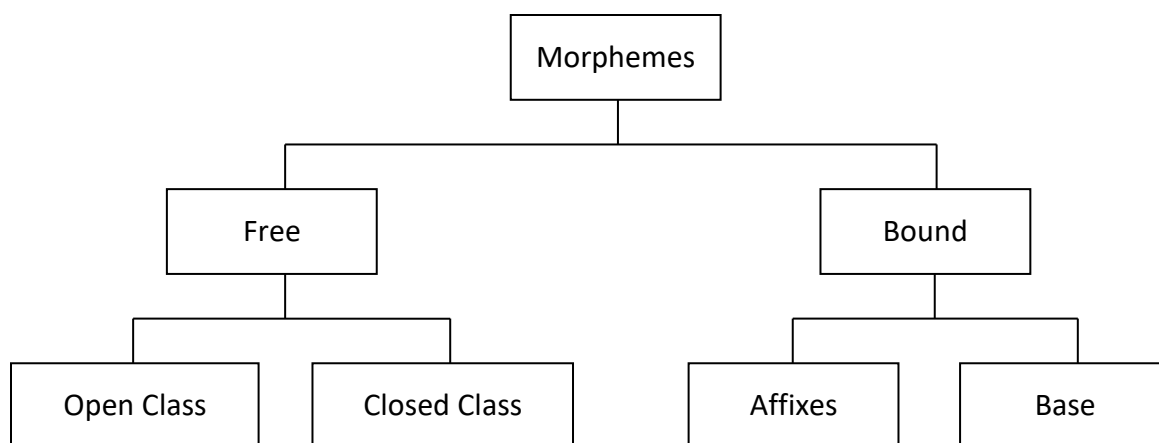 Morphemes
Free
Bound
Open Class
Closed Class
Affixes
Base